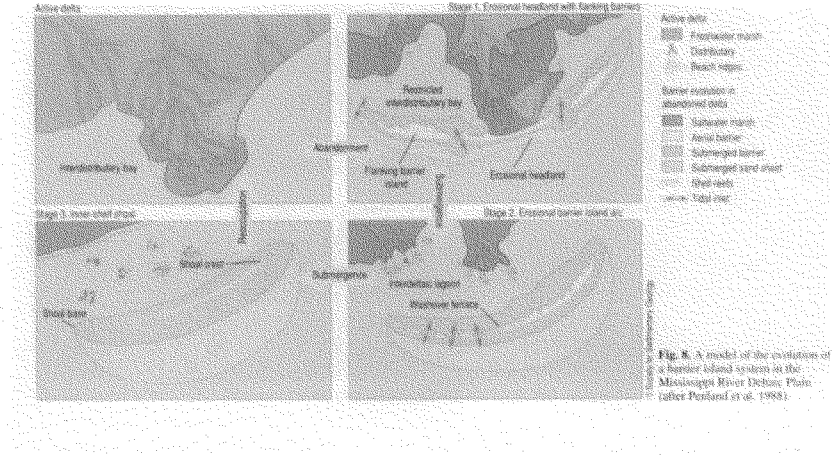 Active delta
Stage 1. Erosional headland with flanking barriers
Interdistributary bay
Restricted
interdistributary bay
Abandonment
Flanking barrier
island
Erosional headland
Reoccupation
Submergence
Stage 3. Inner shelf shoal
Shoal crest
Shoal base
Stage 2. Erosional barrier island arc
Submergence
Intradeltaic lagoon
Washover terrace
Active delta
Freshwater marsh
Distributary
Beach ridges
Barrier evolution in
abandoned delta
Saltwater marsh
Aerial barrier
Submerged barrier
Submerged sand sheet
Shell reefs
Tidal inlet
Fig. 8. A model of the evolution of
a barrier island system in the
Mississippi River Deltaic Plain
(after Penland et al. 1988)